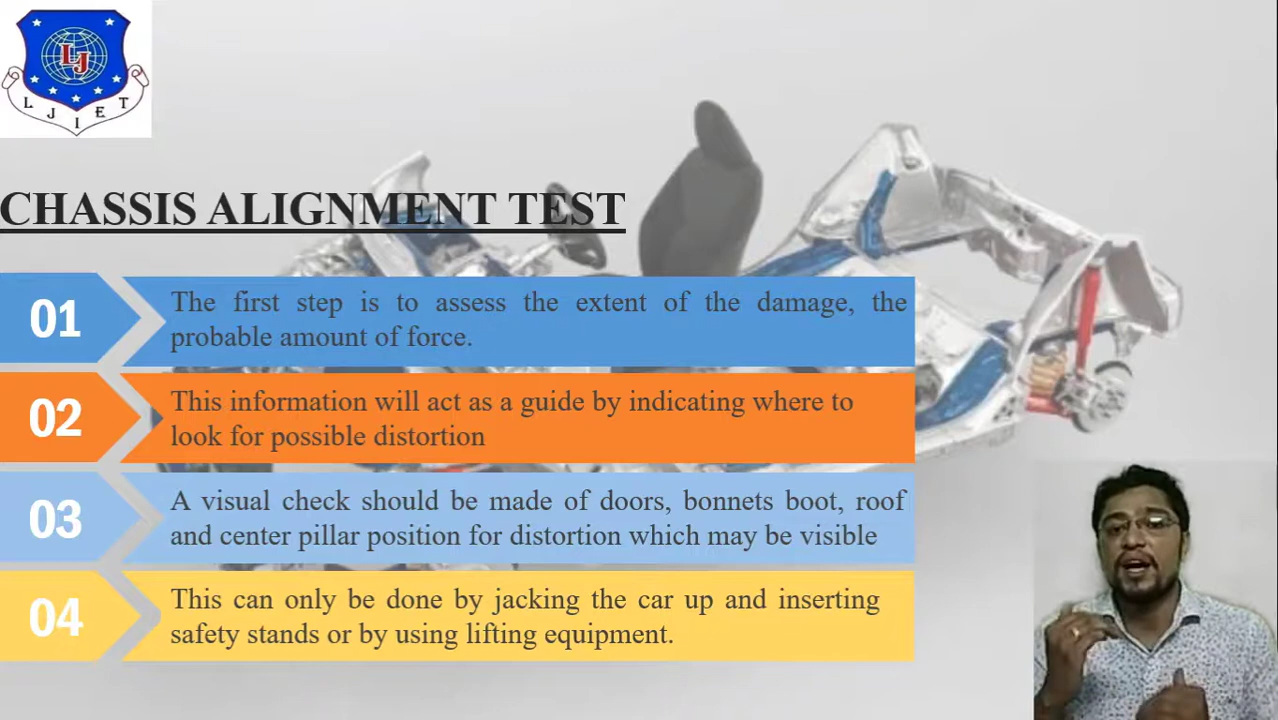 LJ
LJIET
CHASSIS ALIGNMENT TEST
01
The first step is to assess the extent of the damage, the
probable amount of force.
02
This information will act as a guide by indicating where to
look for possible distortion
03
A visual check should be made of doors, bonnets boot, roof
and center pillar position for distortion which may be visible
04
This can only be done by jacking the car up and inserting
safety stands or by using lifting equipment.